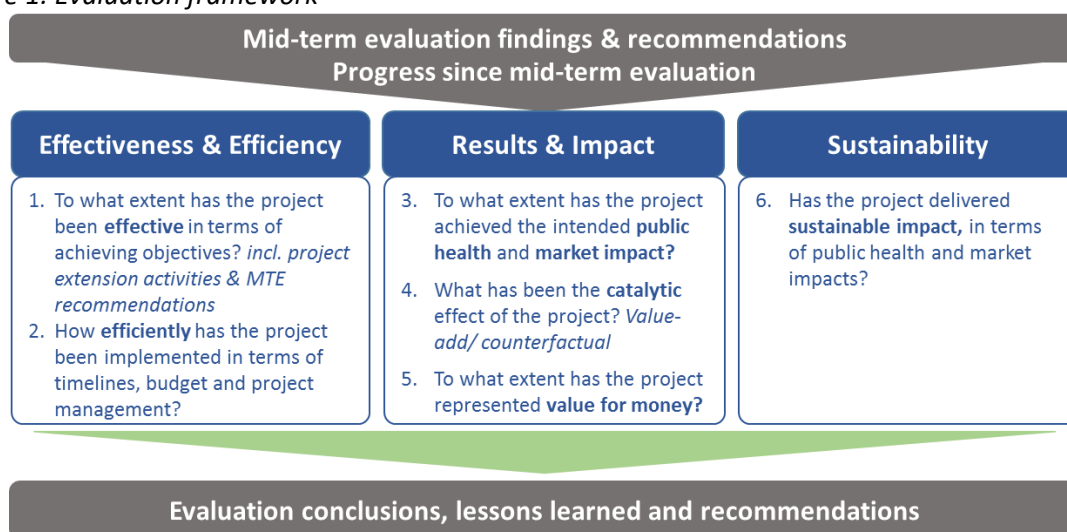 e 1. Evaluation framework
Mid-term evaluation findings & recommendations
Progress since mid-term evaluation
Effectiveness & Efficiency
1. To what extent has the project
been effective in terms of
achieving objectives? incl. project
extension activities & MTE
recommendations
2. How efficiently has the project
been implemented in terms of
timelines, budget and project
management?
Results & Impact
3. To what extent has the project
achieved the intended public
health and market impact?
4. What has been the catalytic
effect of the project? Value-
add/ counterfactual
5. To what extent has the project
represented value for money?
Sustainability
6. Has the project delivered
sustainable impact, in terms
of public health and market
impacts?
Evaluation conclusions, lessons learned and recommendations